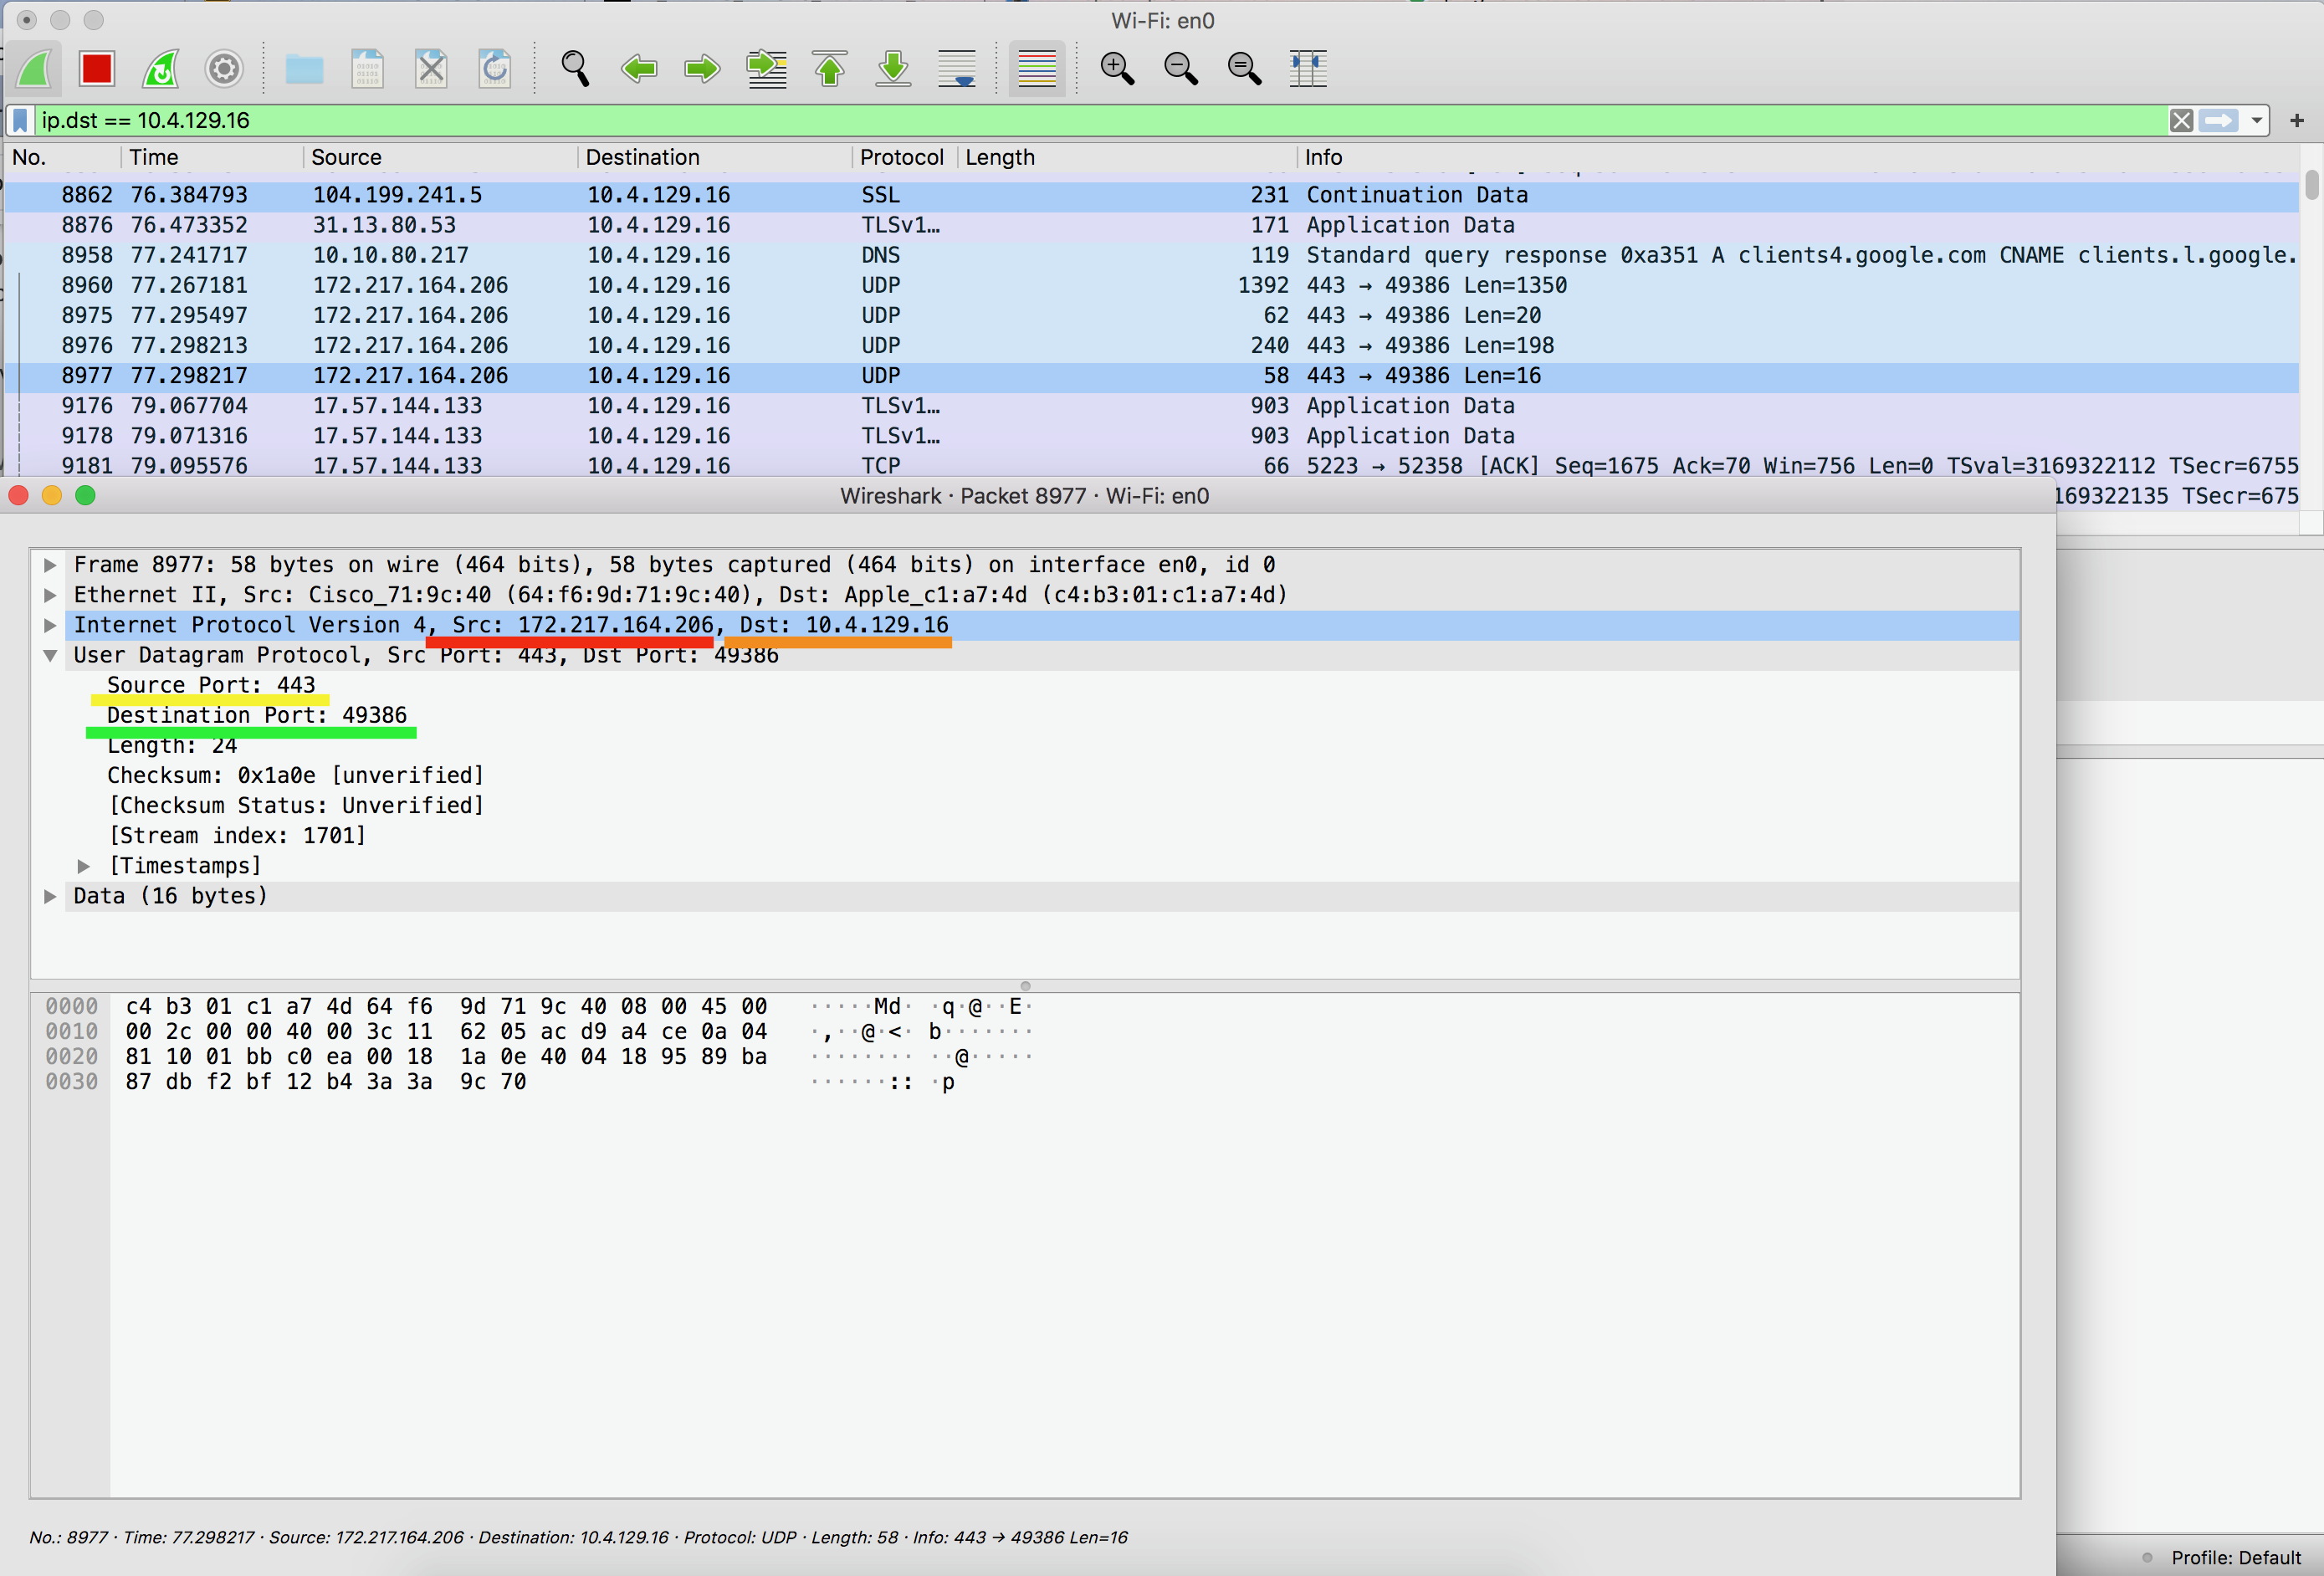 Wi-Fi: en0
ip.dst == 10.4.129.16
No. Time Source Destination Protocol Length Info
8862 76.384793 104.199.241.5 10.4.129.16 SSL 231 Continuation Data
8876 76.473352 31.13.80.53 10.4.129.16 TLSv1… 171 Application Data
8958 77.241717 10.10.80.217 10.4.129.16 DNS 119 Standard query response 0xa351 A clients4.google.com CNAME clients.l.google.
8960 77.267181 172.217.164.206 10.4.129.16 UDP 1392 443 → 49386 Len=1350
8975 77.295497 172.217.164.206 10.4.129.16 UDP 62 443 → 49386 Len=20
8976 77.298213 172.217.164.206 10.4.129.16 UDP 240 443 → 49386 Len=198
8977 77.298217 172.217.164.206 10.4.129.16 UDP 58 443 → 49386 Len=16
9176 79.067704 17.57.144.133 10.4.129.16 TLSv1… 903 Application Data
9178 79.071316 17.57.144.133 10.4.129.16 TLSv1… 903 Application Data
9181 79.095576 17.57.144.133 10.4.129.16 TCP 66 5223 → 52358 [ACK] Seq=1675 Ack=70 Win=756 Len=0 TSval=3169322112 TSecr=6755
169322135 TSecr=675
Wireshark · Packet 8977 · Wi-Fi: en0
Frame 8977: 58 bytes on wire (464 bits), 58 bytes captured (464 bits) on interface en0, id 0
Ethernet II, Src: Cisco_71:9c:40 (64:f6:9d:71:9c:40), Dst: Apple_c1:a7:4d (c4:b3:01:c1:a7:4d)
Internet Protocol Version 4, Src: 172.217.164.206, Dst: 10.4.129.16
User Datagram Protocol, Src Port: 443, Dst Port: 49386
Source Port: 443
Destination Port: 49386
Length: 24
Checksum: 0x1a0e [unverified]
[Checksum Status: Unverified]
[Stream index: 1701]
[Timestamps]
Data (16 bytes)
0000 c4 b3 01 c1 a7 4d 64 f6 9d 71 9c 40 08 00 45 00 ·····Md· ·q·@··E·
0010 00 2c 00 00 40 00 3c 11 62 05 ac d9 a4 ce 0a 04 ·,··@·<· b·······
0020 81 10 01 bb c0 ea 00 18 1a 0e 40 04 18 95 89 ba ········ ··@·····
0030 87 db f2 bf 12 b4 3a 3a 9c 70 ······:: ·p
No.: 8977 · Time: 77.298217 · Source: 172.217.164.206 · Destination: 10.4.129.16 · Protocol: UDP · Length: 58 · Info: 443 → 49386 Len=16
Profile: Default